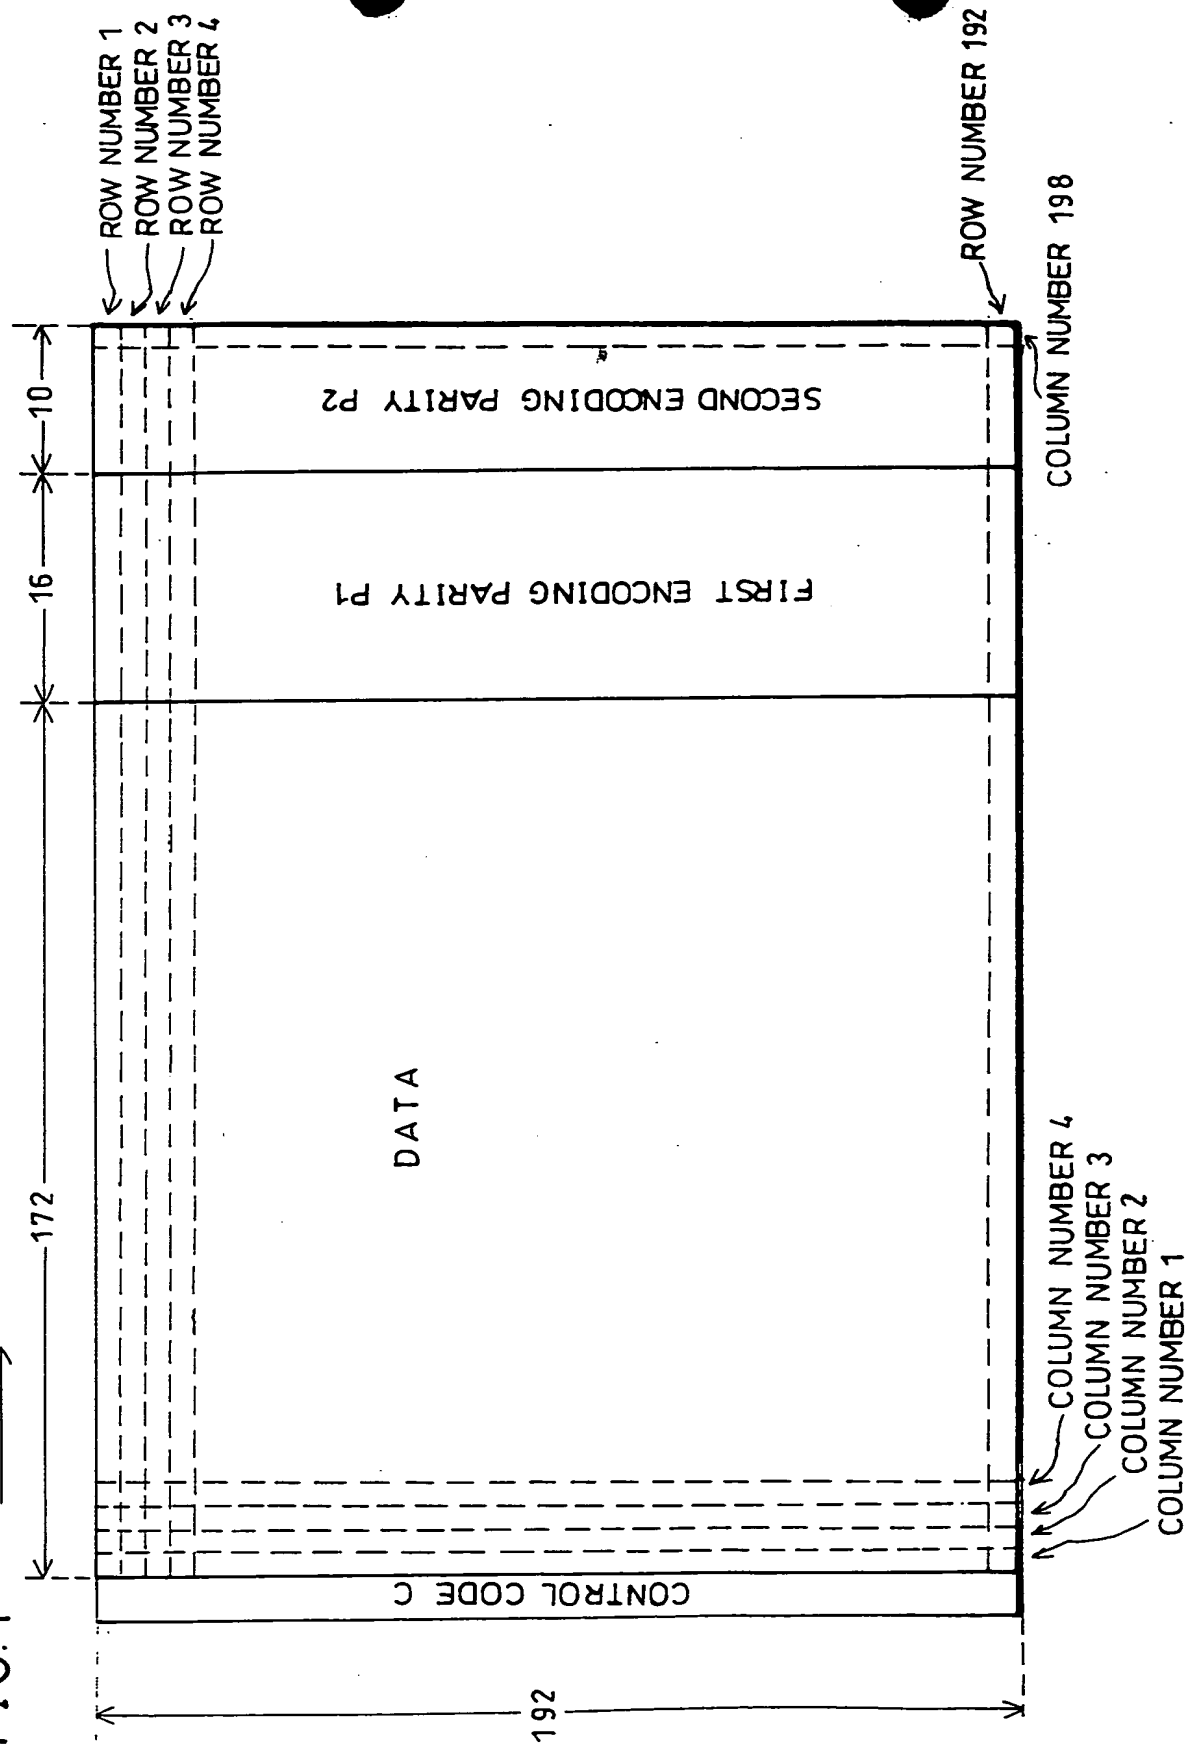 172
16
10
ROW NUMBER 1
ROW NUMBER 2
ROW NUMBER 3
ROW NUMBER 4
192
CONTROL CODE C
DATA
FIRST ENCODING PARITY P1
SECOND ENCODING PARITY P2
ROW NUMBER 192
COLUMN NUMBER 198
COLUMN NUMBER 4
COLUMN NUMBER 3
COLUMN NUMBER 2
COLUMN NUMBER 1